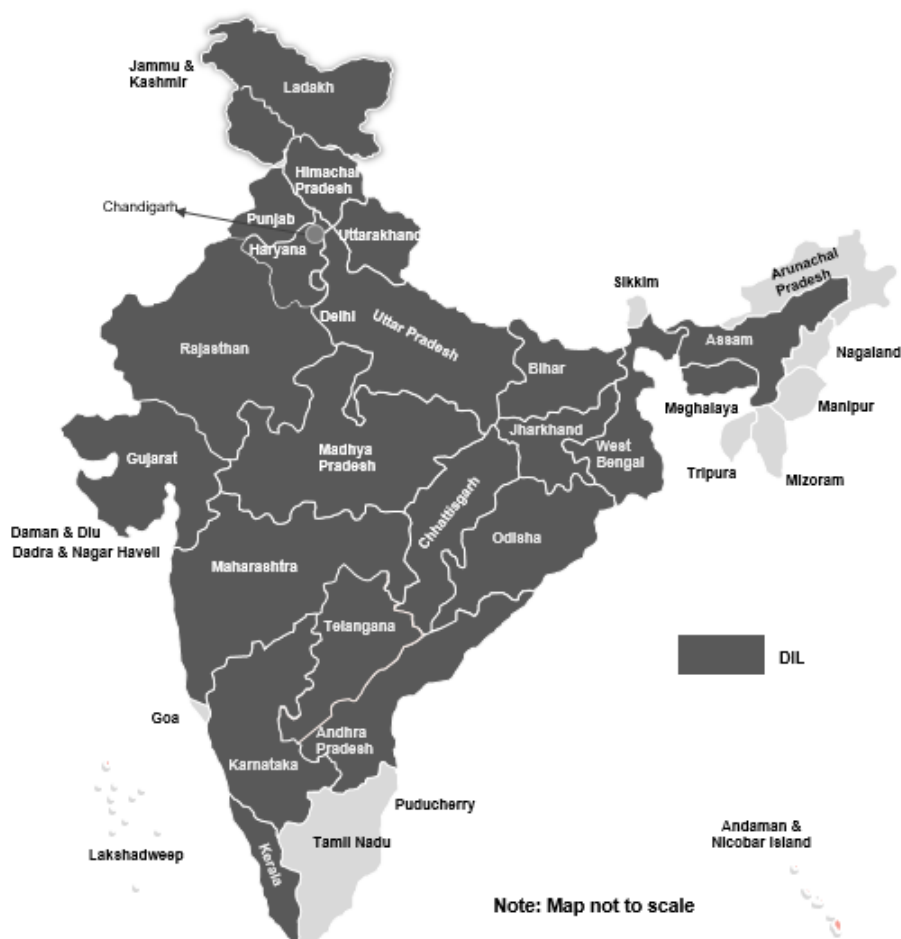 Jammu &
Kashmir
Ladakh
Himachal
Pradesh
Chandigarh
Punjab
Uttarakhand
Haryana
Delhi
Uttar Pradesh
Rajasthan
Sikkim
Arunachal
Pradesh
Assam
Nagaland
Bihar
Meghalaya
Manipur
Jharkhand
West
Bengal
Tripura
Mizoram
Gujarat
Madhya
Pradesh
Chhattisgarh
Odisha
Daman & Diu
Dadra & Nagar Haveli
Maharashtra
Telangana
DIL
Goa
Andhra
Pradesh
Karnataka
Puducherry
Tamil Nadu
Kerala
Lakshadweep
Andaman &
Nicobar Island
Note: Map not to scale